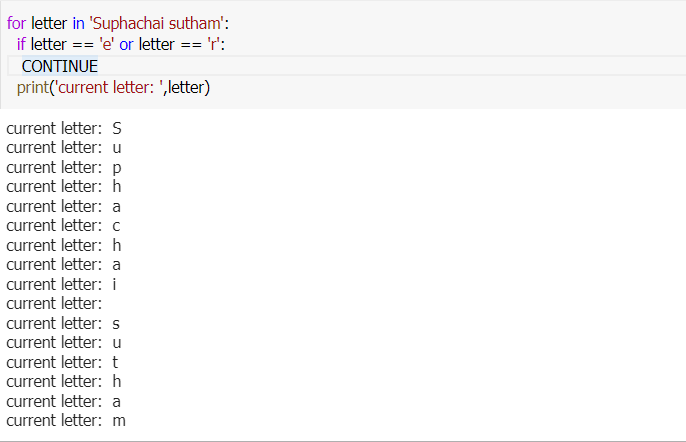 for letter in 'Suphachai sutham':
if letter == 'e' or letter == 'r':
CONTINUE
print('current letter: ',letter)
current letter: S
current letter: u
current letter: p
current letter: h
current letter: a
current letter: c
current letter: h
current letter: a
current letter: i
current letter:
current letter: s
current letter: u
current letter: t
current letter: h
current letter: a
current letter: m